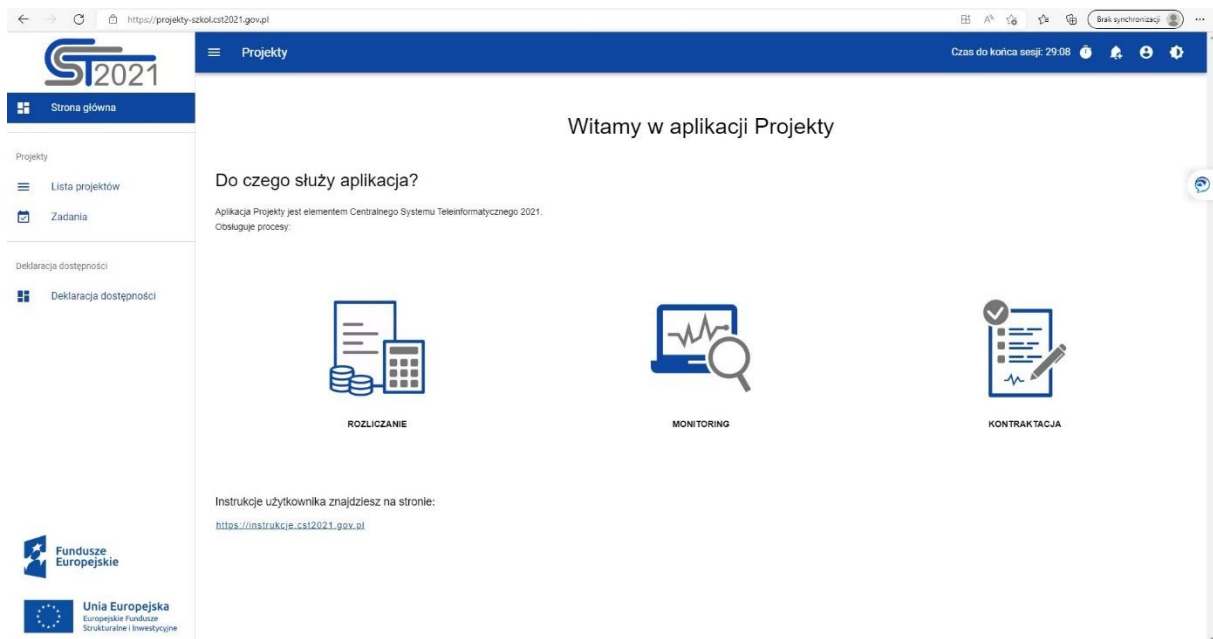 https://projekty-szkol.cst2021.gov.pl
Brak synchronizacji
ST2021
Projekty
Czas do końca sesji: 29:08
Strona główna
Projekty
Lista projektów
Zadania
Deklaracja dostępności
Deklaracja dostępności
Witamy w aplikacji Projekty
Do czego służy aplikacja?
Aplikacja Projekty jest elementem Centralnego Systemu Teleinformatycznego 2021.
Obsługuje procesy:
ROZLICZANIE
MONITORING
KONTRAKTACJA
Instrukcje użytkownika znajdziesz na stronie:
https://instrukcje.cst2021.gov.pl
Fundusze
Europejskie
Unia Europejska
Europejskie Fundusze
Strukturalne i Inwestycyjne